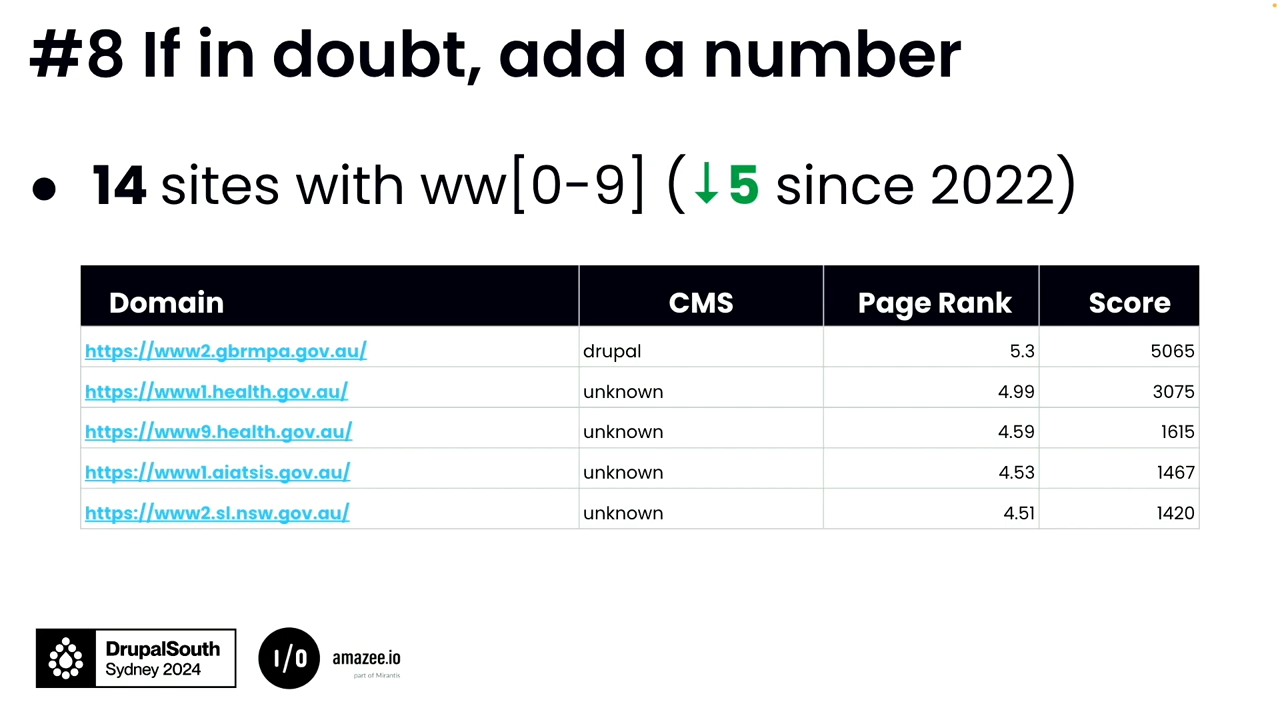 #8 If in doubt, add a number
● 14 sites with ww[0-9] (↓5 since 2022)
Domain CMS Page Rank Score
https://www2.gbrmpa.gov.au/ drupal 5.3 5065
https://www1.health.gov.au/ unknown 4.99 3075
https://www9.health.gov.au/ unknown 4.59 1615
https://www1.aiatsis.gov.au/ unknown 4.53 1467
https://www2.sl.nsw.gov.au/ unknown 4.51 1420
DrupalSouth
Sydney 2024
I/O
amazee.io
part of Mirantis